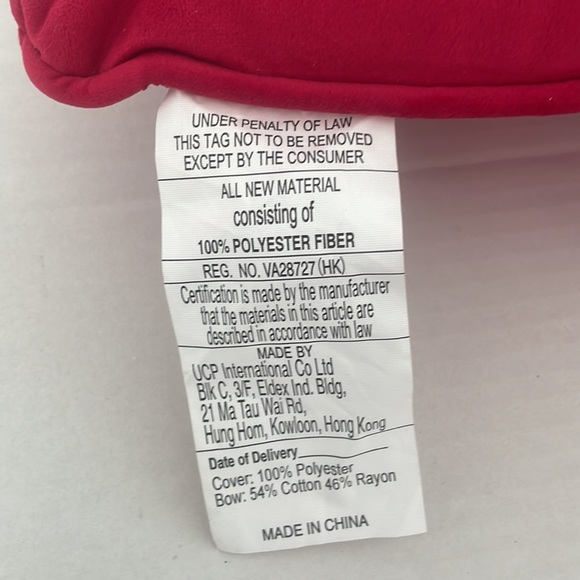 UNDER PENALTY OF LAW
THIS TAG NOT TO BE REMOVED
EXCEPT BY THE CONSUMER
ALL NEW MATERIAL
consisting of
100% POLYESTER FIBER
REG. NO. VA28727 (HK)
Certification is made by the manufacturer
that the materials in this article are
described in accordance with law
MADE BY
UCP International Co Ltd
Blk C, 3/F, Eldex Ind. Bldg,
21 Ma Tau Wai Rd,
Hung Hom, Kowloon, Hong Kong
Date of Delivery
Cover: 100% Polyester
Bow: 54% Cotton 46% Rayon
MADE IN CHINA